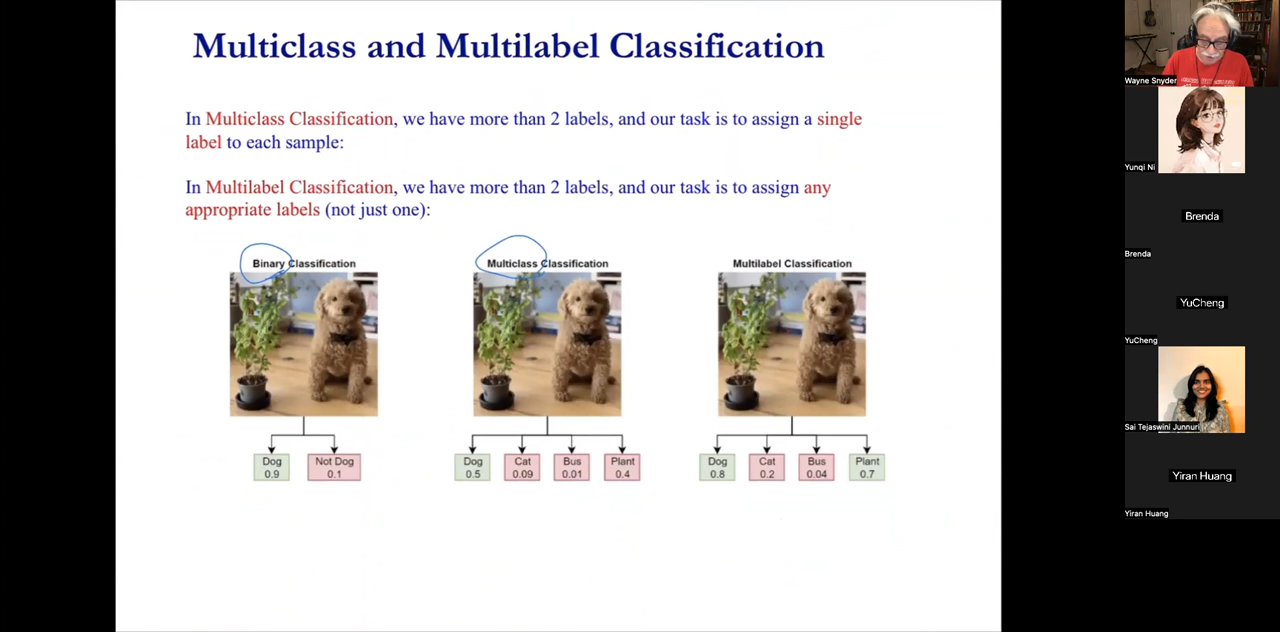 Multiclass and Multilabel Classification
In Multiclass Classification, we have more than 2 labels, and our task is to assign a single
label to each sample:
In Multilabel Classification, we have more than 2 labels, and our task is to assign any
appropriate labels (not just one):
Binary Classification
Dog
0.9
Not Dog
0.1
Multiclass Classification
Dog
0.5
Cat
0.09
Bus
0.01
Plant
0.4
Multilabel Classification
Dog
0.8
Cat
0.2
Bus
0.04
Plant
0.7
Wayne Snyder
Yunqi Ni
Brenda
Brenda
YuCheng
YuCheng
Sai Tejaswini Junnuri
Yiran Huang
Yiran Huang